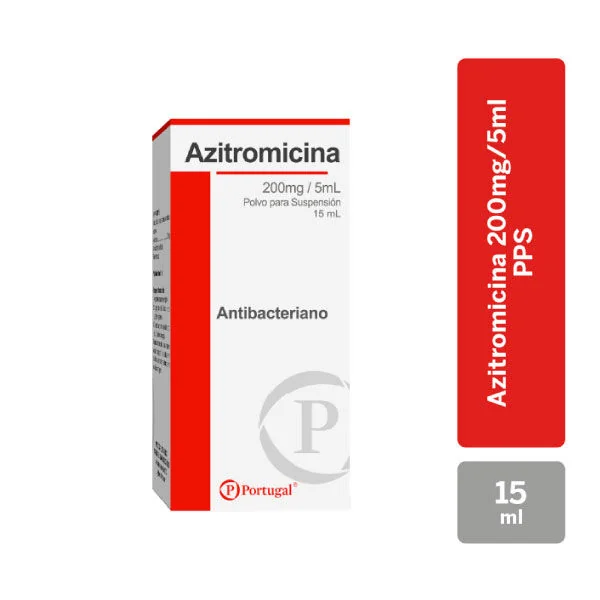 Azitromicina
200mg / 5mL
Polvo para Suspensión
15 mL
Antibacteriano
P
P Portugal®
Azitromicina 200mg/5ml
PPS
15
ml